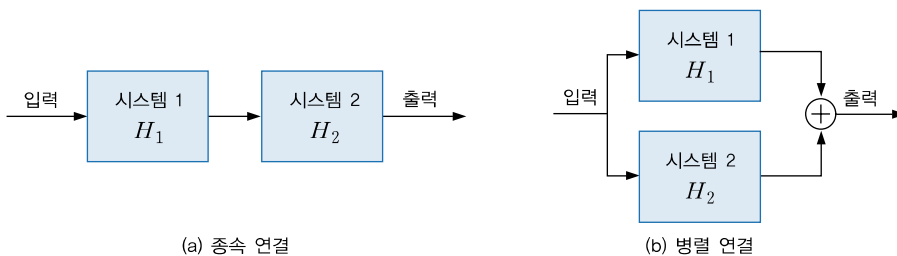 입력
시스템 1
H₁
시스템 2
H₂
출력
(a) 종속 연결
입력
시스템 1
H₁
시스템 2
H₂
+
출력
(b) 병렬 연결